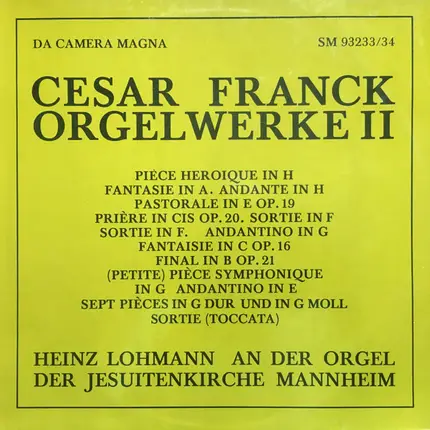 DA CAMERA MAGNA SM 93233/34
CESAR FRANCK
ORGELWERKE II
PIÈCE HEROIQUE IN H
FANTASIE IN A. ANDANTE IN H
PASTORALE IN E OP. 19
PRIÈRE IN CIS OP. 20. SORTIE IN F
SORTIE IN F. ANDANTINO IN G
FANTAISIE IN C OP. 16
FINAL IN B OP. 21
(PETITE) PIÈCE SYMPHONIQUE
IN G ANDANTINO IN E
SEPT PIÈCES IN G DUR UND IN G MOLL
SORTIE (TOCCATA)
HEINZ LOHMANN AN DER ORGEL
DER JESUITENKIRCHE MANNHEIM